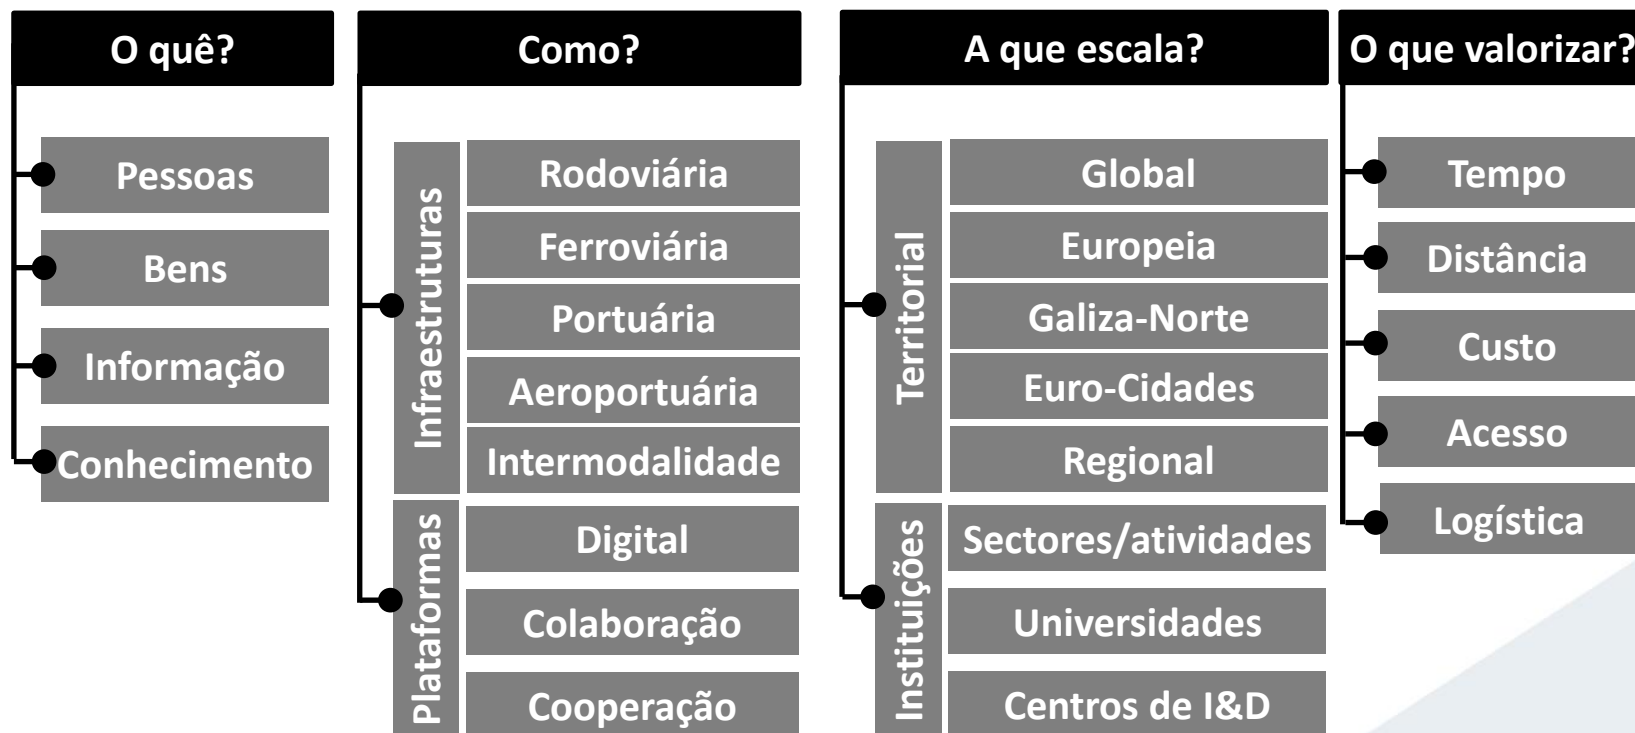 O quê?
Pessoas
Bens
Informação
Conhecimento
Como?
Infraestruturas
Rodoviária
Ferroviária
Portuária
Aeroportuária
Intermodalidade
Plataformas
Digital
Colaboração
Cooperação
A que escala?
Territorial
Global
Europeia
Galiza-Norte
Euro-Cidades
Regional
Instituições
Sectores/atividades
Universidades
Centros de I&D
O que valorizar?
Tempo
Distância
Custo
Acesso
Logística